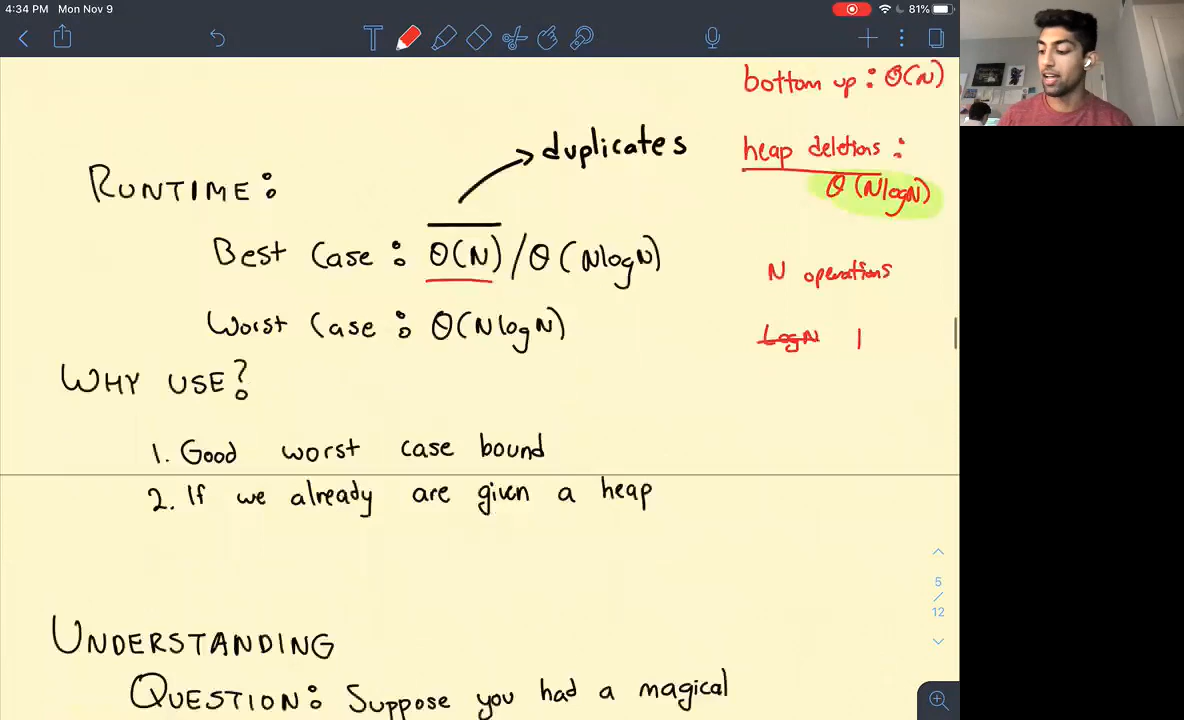 4:34 PM Mon Nov 9
81%
bottom up : Θ(N)
duplicates
heap deletions :
Θ (NlogN)
RUNTIME :
Best Case : Θ(N) / Θ (NlogN)
N operations
Worst Case : Θ(NlogN)
LogN 1
WHY USE?
1. Good worst case bound
2. If we already are given a heap
5
/
12
UNDERSTANDING
QUESTION: Suppose you had a magical